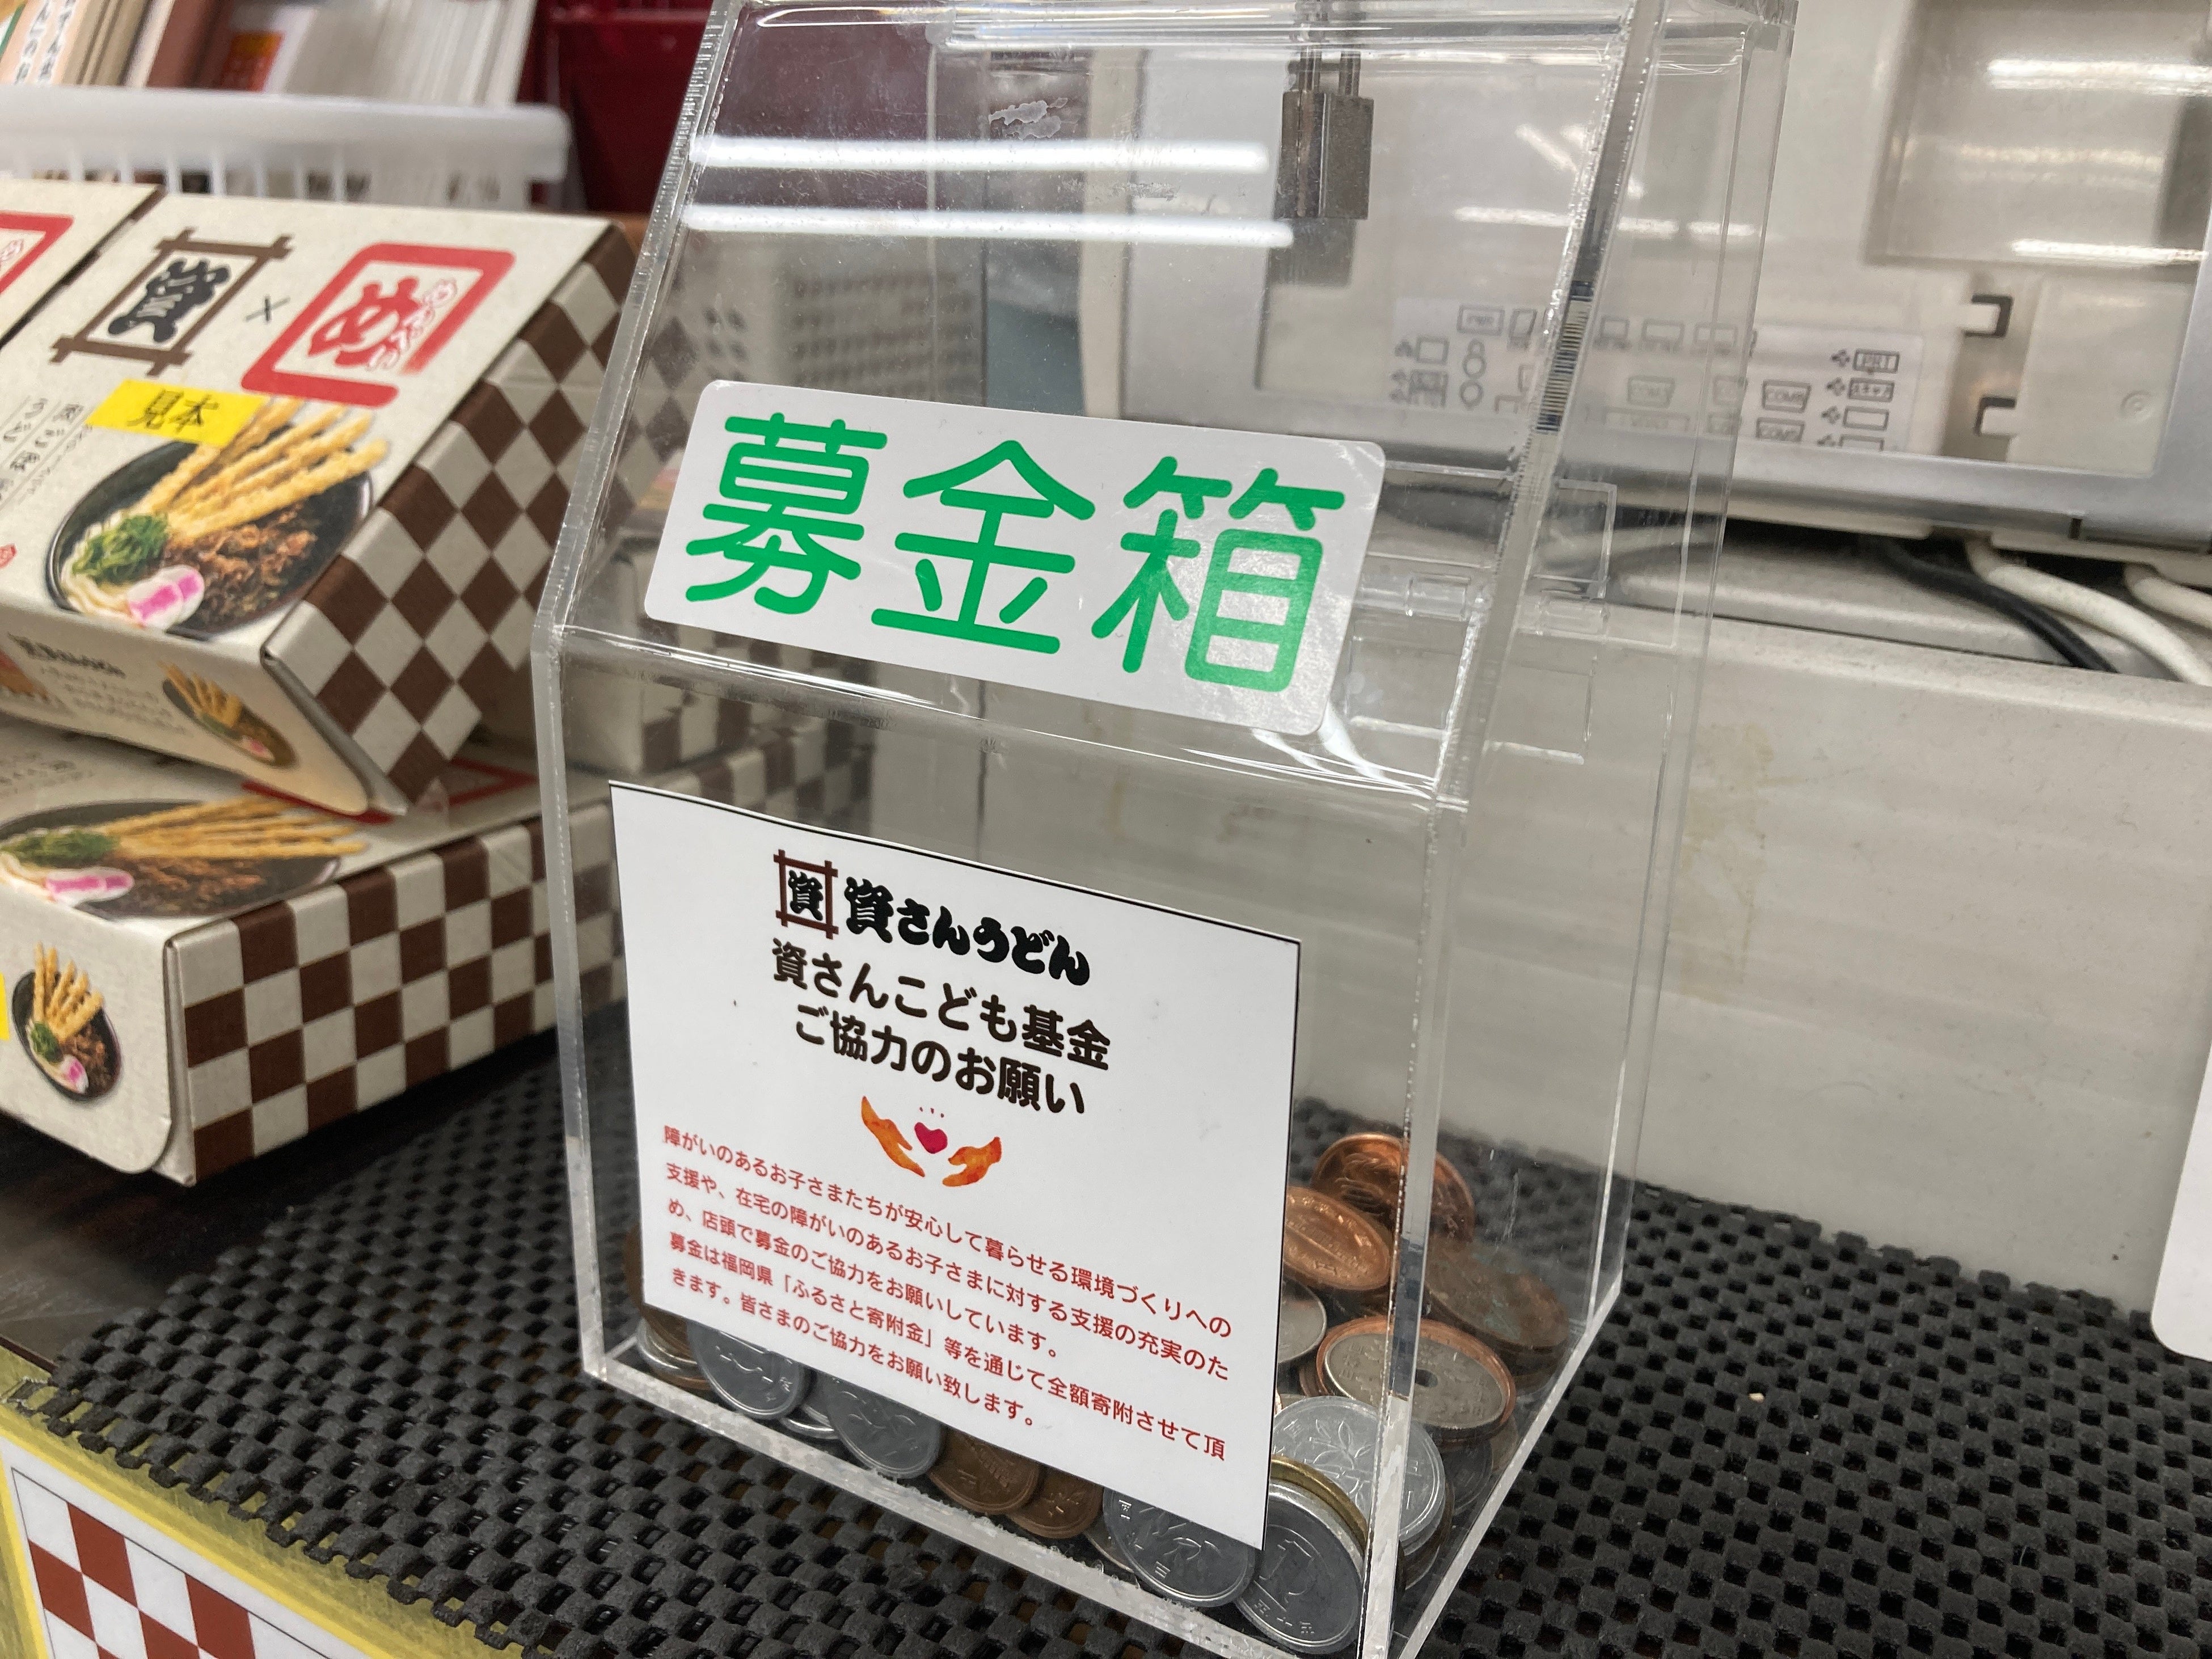 資 × め
見本
募金箱
資 資さんうどん
資さんこども基金
ご協力のお願い
障がいのあるお子さまたちが安心して暮らせる環境づくりへの
支援や、在宅の障がいのあるお子さまに対する支援の充実のた
め、店頭で募金のご協力をお願いしています。
募金は福岡県「ふるさと寄附金」等を通じて全額寄附させて頂
きます。皆さまのご協力をお願い致します。